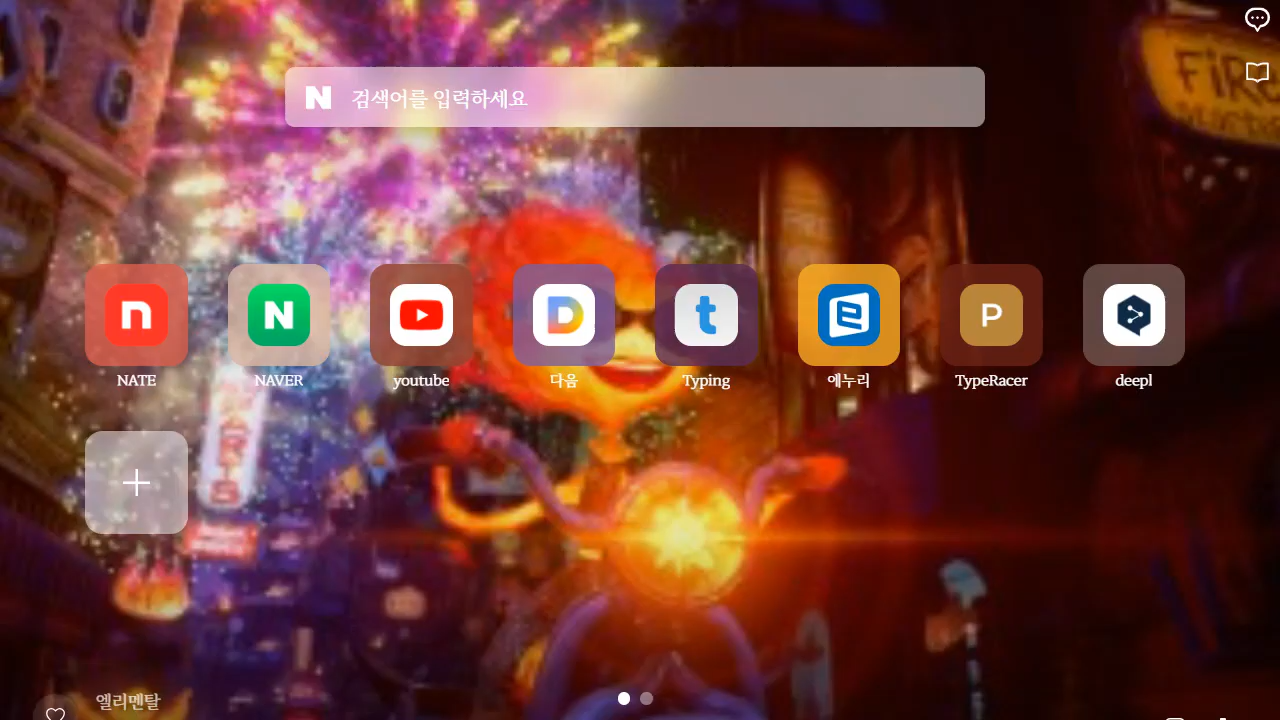 N 검색어를 입력하세요
FiRE
NATE
NAVER
youtube
다음
Typing
에누리
TypeRacer
deepl
엘리멘탈